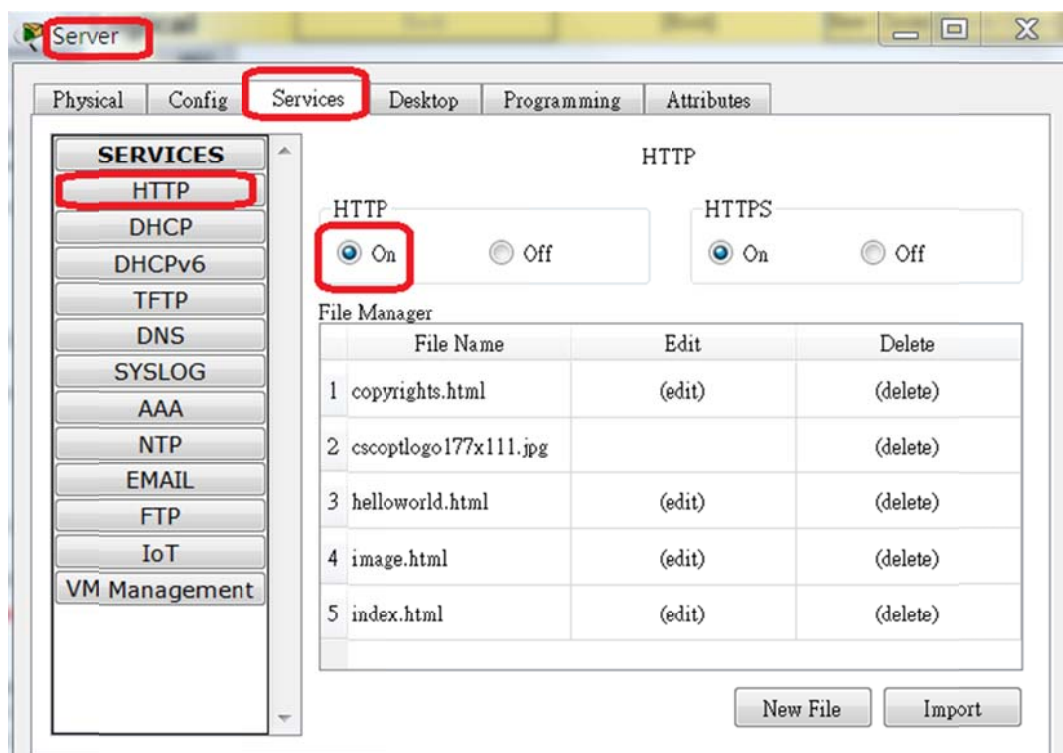 Server
Physical Config Services Desktop Programming Attributes
SERVICES
HTTP
DHCP
DHCPv6
TFTP
DNS
SYSLOG
AAA
NTP
EMAIL
FTP
IoT
VM Management
HTTP
HTTP HTTPS
On Off On Off
File Manager
File Name Edit Delete
1 copyrights.html (edit) (delete)
2 cscoptlogo177x111.jpg (delete)
3 helloworld.html (edit) (delete)
4 image.html (edit) (delete)
5 index.html (edit) (delete)
New File Import